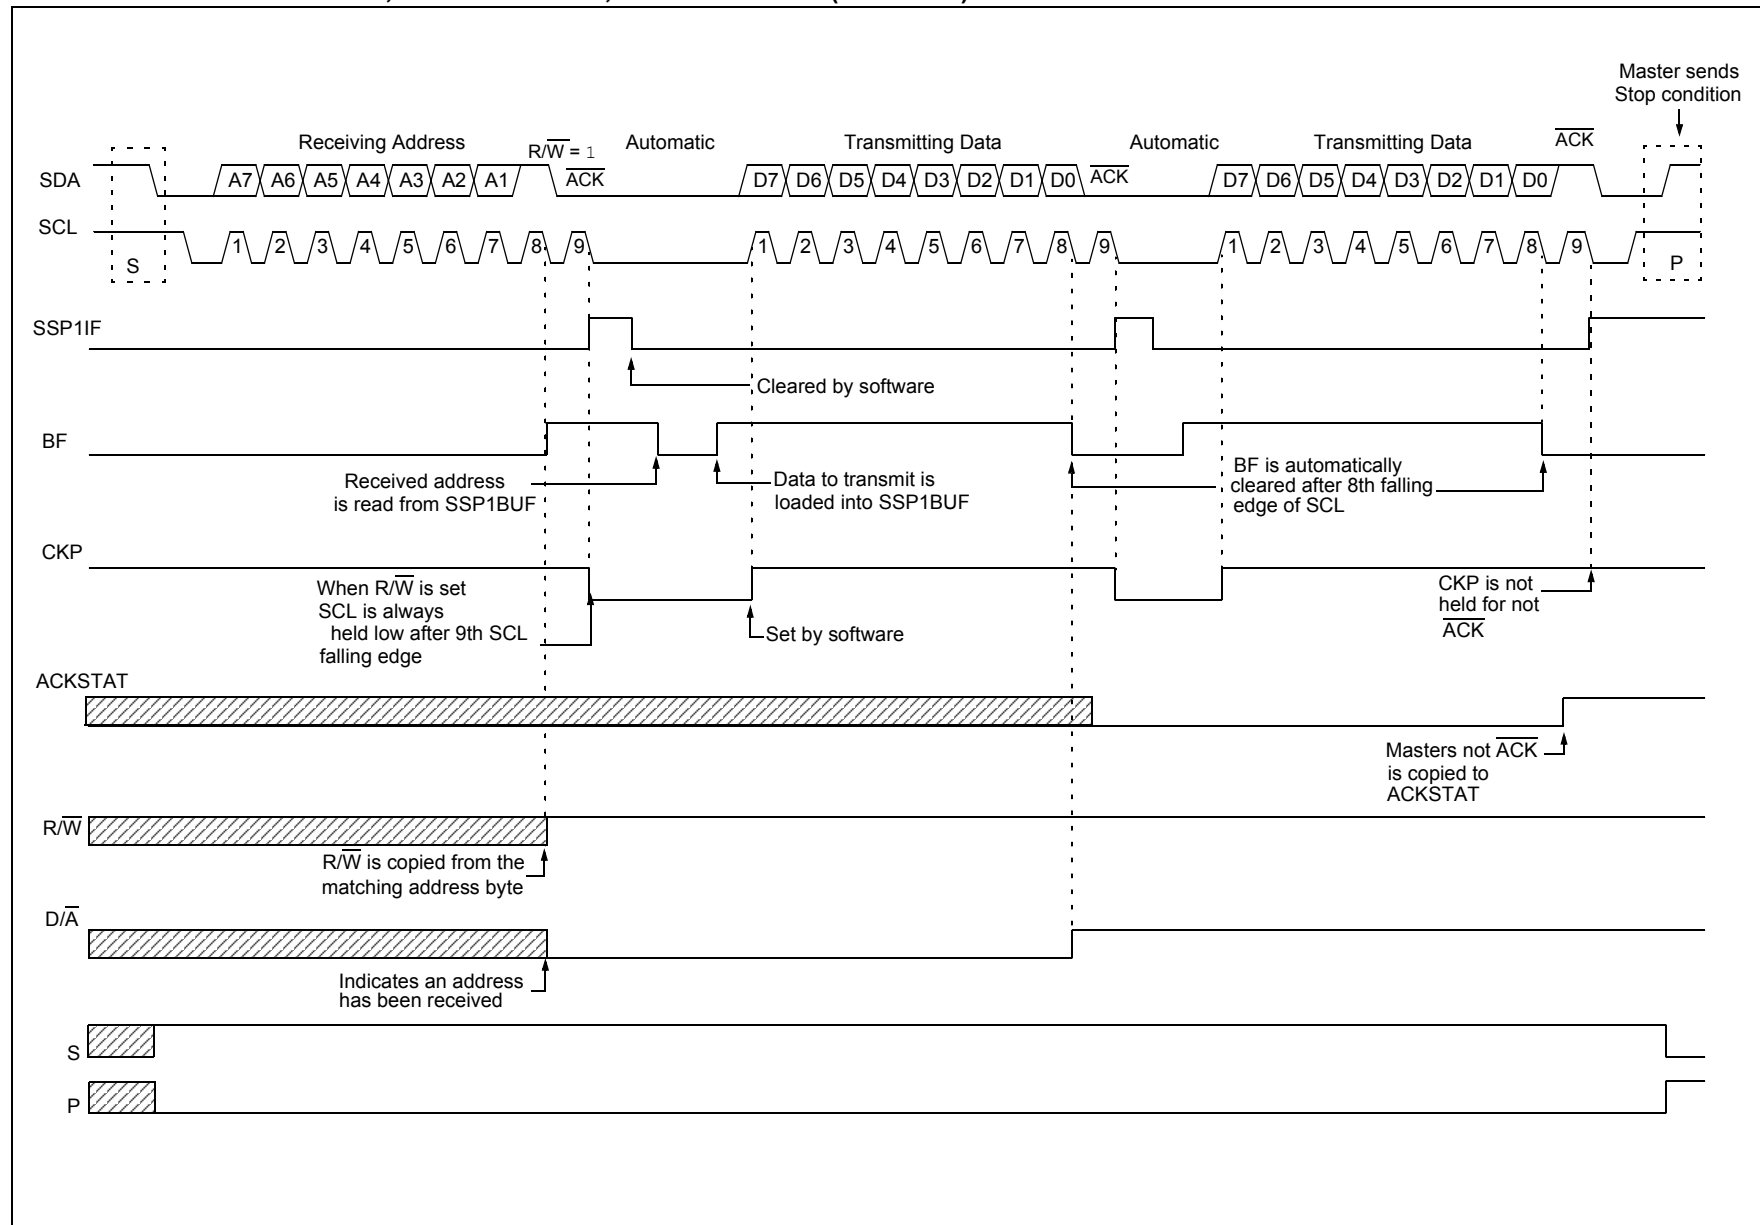 Master sends
Stop condition
Receiving Address
R/W̅ = 1
Automatic
Transmitting Data
Automatic
Transmitting Data
A̅C̅K̅
SDA
A7 A6 A5 A4 A3 A2 A1
A̅C̅K̅
D7 D6 D5 D4 D3 D2 D1 D0
A̅C̅K̅
D7 D6 D5 D4 D3 D2 D1 D0
SCL
1 2 3 4 5 6 7 8 9
1 2 3 4 5 6 7 8 9
1 2 3 4 5 6 7 8 9
S
P
SSP1IF
Cleared by software
BF
Received address
is read from SSP1BUF
Data to transmit is
loaded into SSP1BUF
BF is automatically
cleared after 8th falling
edge of SCL
CKP
When R/W̅ is set
SCL is always
held low after 9th SCL
falling edge
Set by software
CKP is not
held for not
A̅C̅K̅
ACKSTAT
Masters not A̅C̅K̅
is copied to
ACKSTAT
R/W̅
R/W̅ is copied from the
matching address byte
D/A̅
Indicates an address
has been received
S
P